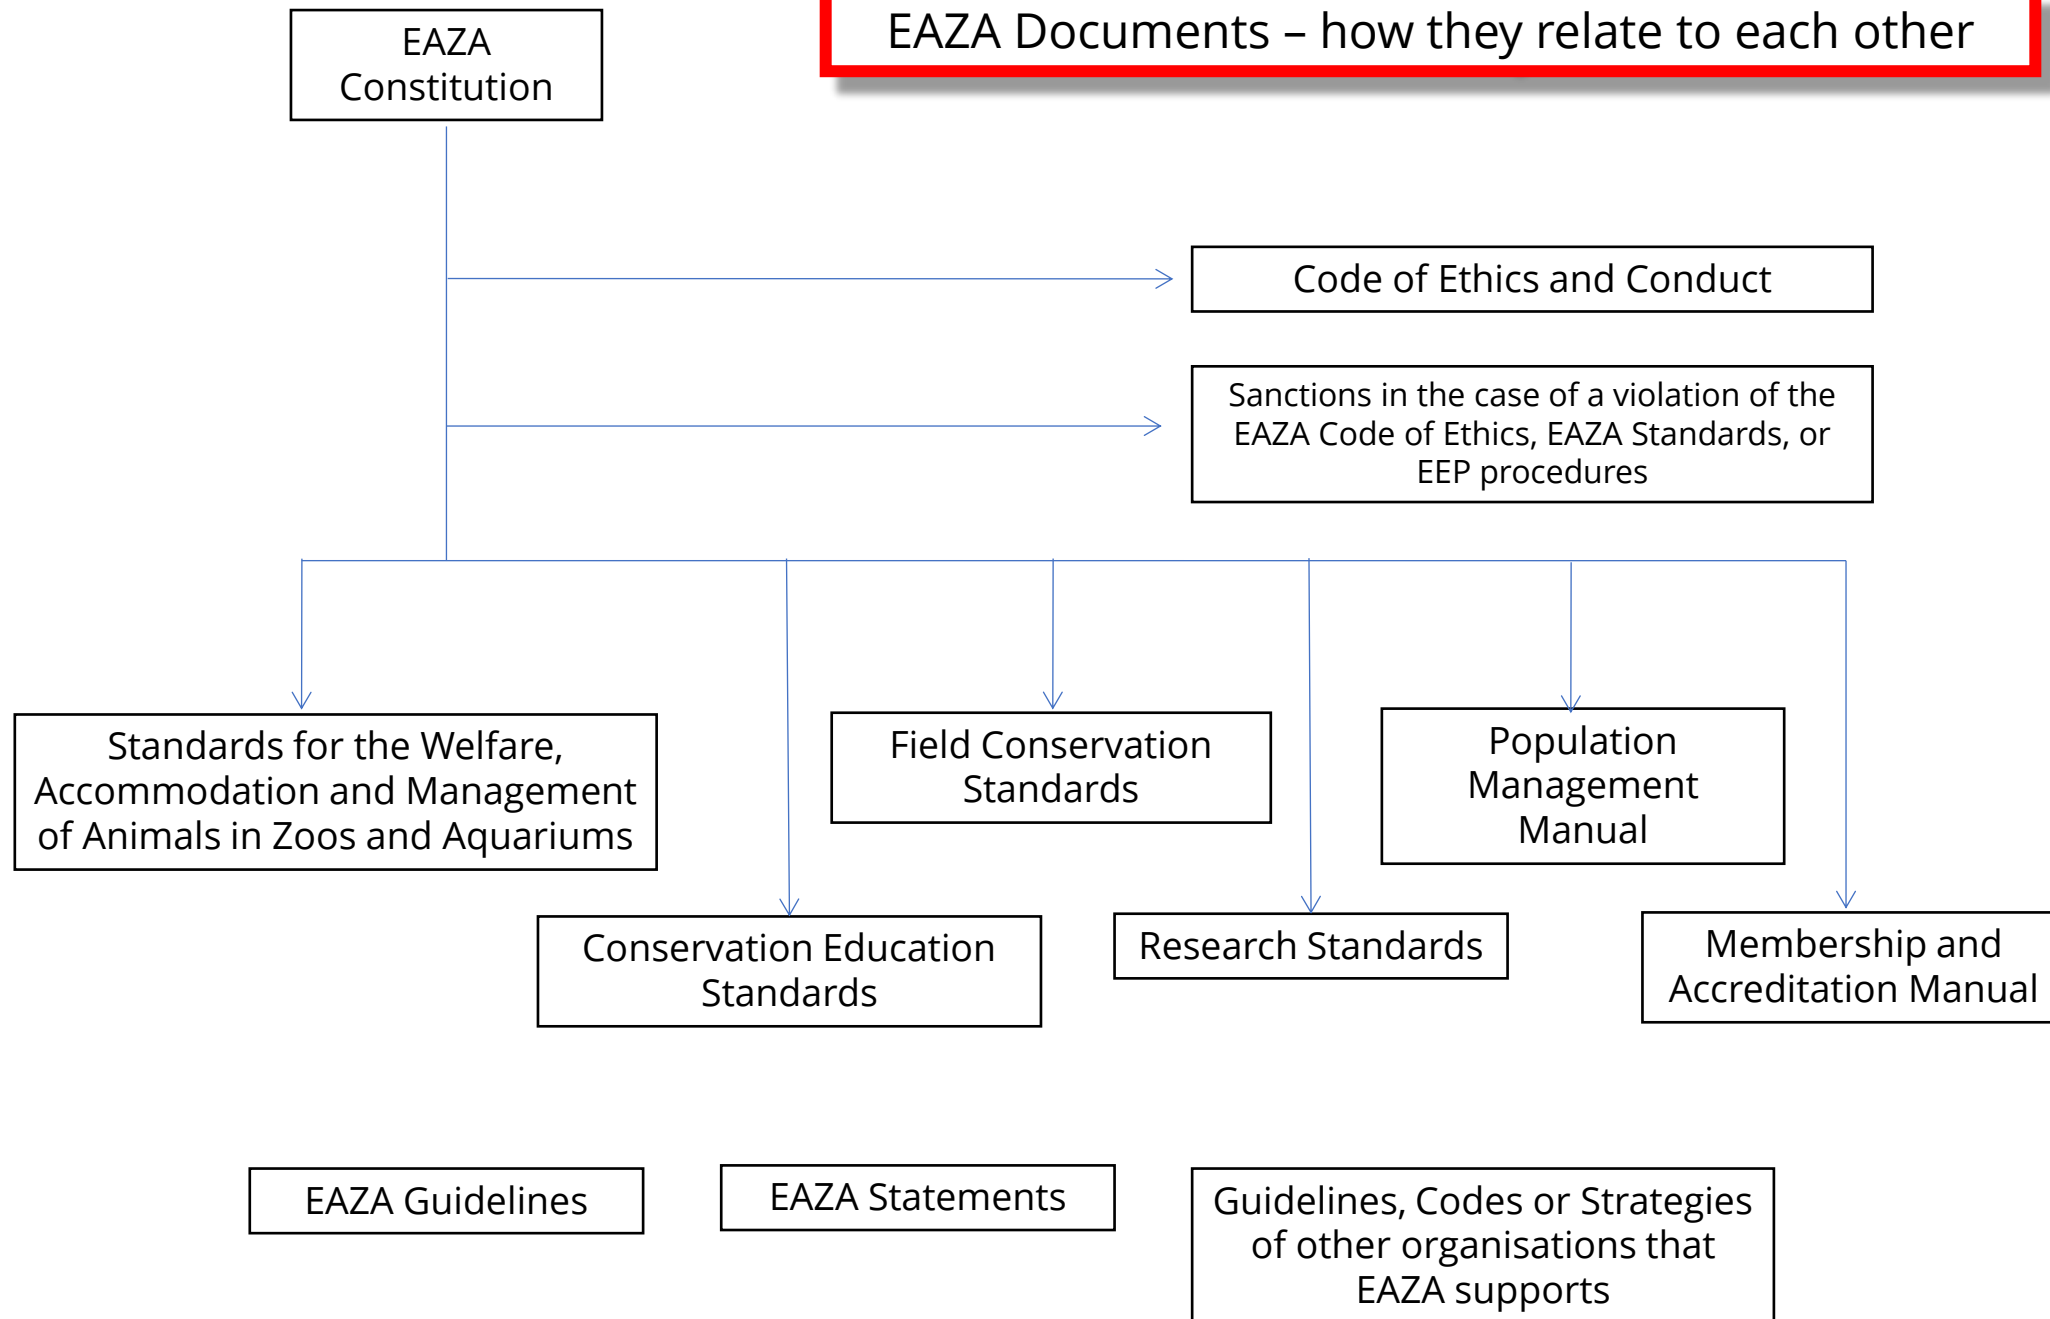 EAZA Documents – how they relate to each other
EAZA
Constitution
Code of Ethics and Conduct
Sanctions in the case of a violation of the
EAZA Code of Ethics, EAZA Standards, or
EEP procedures
Standards for the Welfare,
Accommodation and Management
of Animals in Zoos and Aquariums
Field Conservation
Standards
Population
Management
Manual
Conservation Education
Standards
Research Standards
Membership and
Accreditation Manual
EAZA Guidelines
EAZA Statements
Guidelines, Codes or Strategies
of other organisations that
EAZA supports